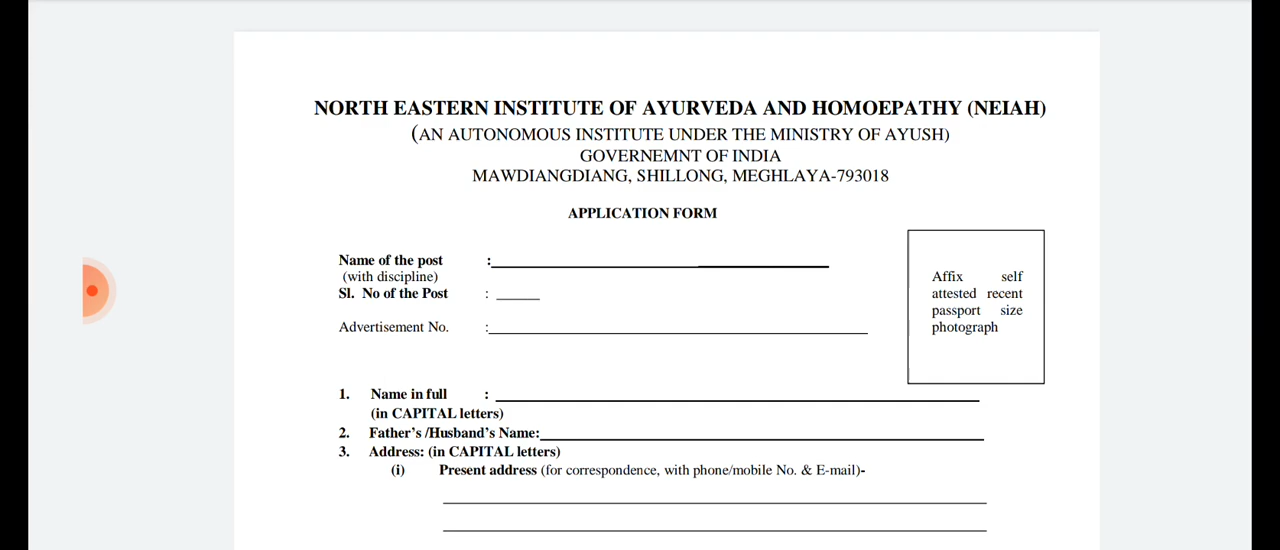 NORTH EASTERN INSTITUTE OF AYURVEDA AND HOMOEPATHY (NEIAH)
(AN AUTONOMOUS INSTITUTE UNDER THE MINISTRY OF AYUSH)
GOVERNEMNT OF INDIA
MAWDIANGDIANG, SHILLONG, MEGHLAYA-793018
APPLICATION FORM
Name of the post :
(with discipline)
Sl. No of the Post :
Advertisement No. :
Affix self
attested recent
passport size
photograph
1. Name in full :
(in CAPITAL letters)
2. Father's /Husband's Name:
3. Address: (in CAPITAL letters)
(i) Present address (for correspondence, with phone/mobile No. & E-mail)-